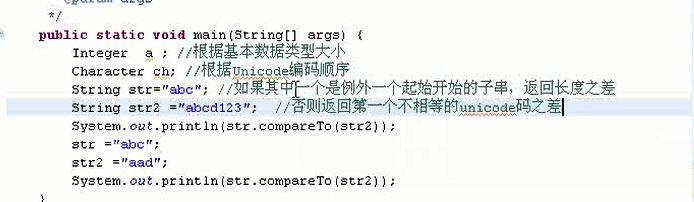 @param args
*/
public static void main(String[] args) {
Integer a ; //根据基本数据类型大小
Character ch; //根据Unicode编码顺序
String str="abc"; //如果其中一个是例外一个起始开始的子串，返回长度之差
String str2 ="abcd123"; //否则返回第一个不相等的unicode码之差
System.out.println(str.compareTo(str2));
str ="abc";
str2 ="aad";
System.out.println(str.compareTo(str2));
}